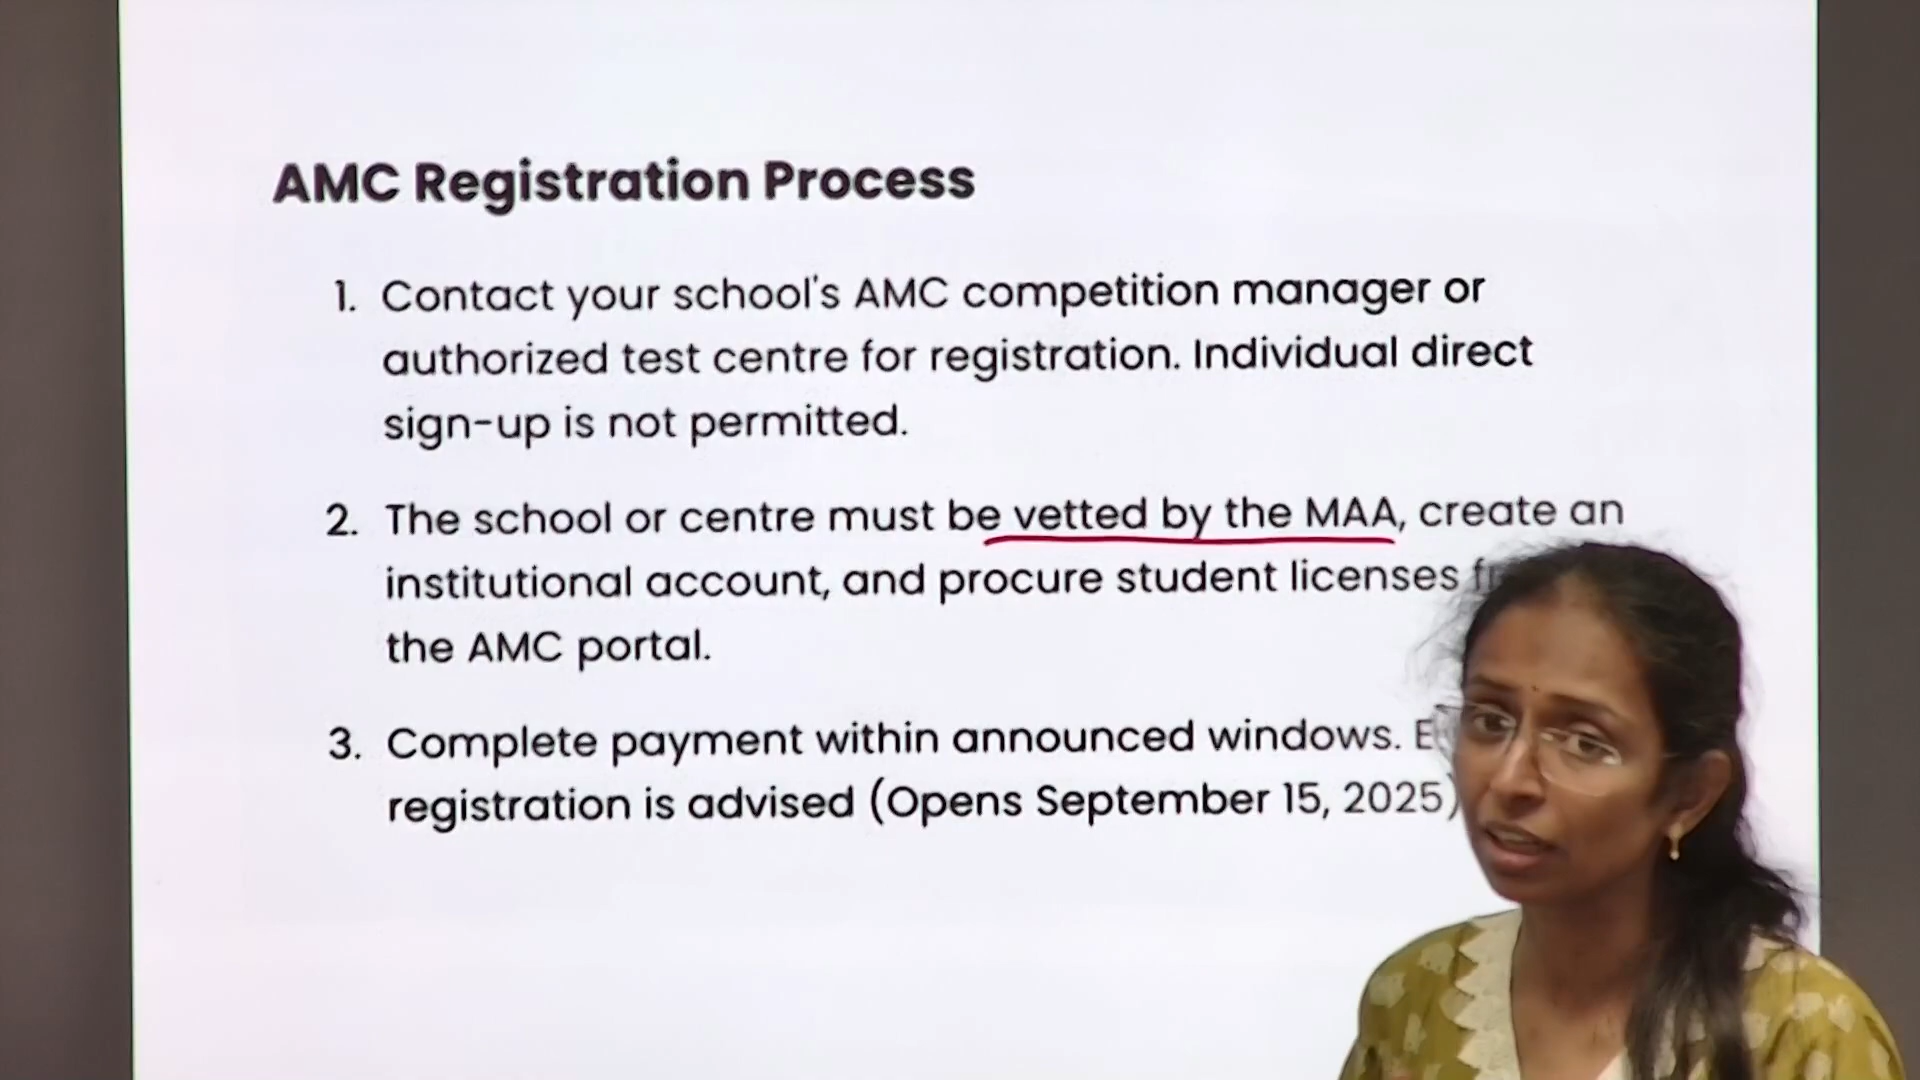 AMC Registration Process
1. Contact your school's AMC competition manager or
authorized test centre for registration. Individual direct
sign-up is not permitted.
2. The school or centre must be vetted by the MAA, create an
institutional account, and procure student licenses
the AMC portal.
3. Complete payment within announced windows.
registration is advised (Opens September 15, 2025)